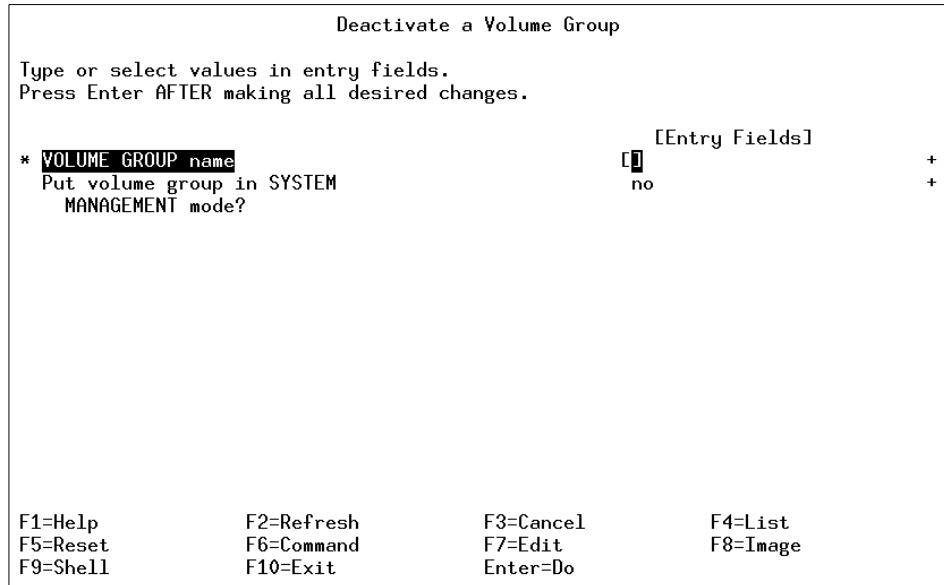 Deactivate a Volume Group
Type or select values in entry fields.
Press Enter AFTER making all desired changes.
[Entry Fields]
* VOLUME GROUP name [] +
Put volume group in SYSTEM no +
MANAGEMENT mode?
F1=Help F2=Refresh F3=Cancel F4=List
F5=Reset F6=Command F7=Edit F8=Image
F9=Shell F10=Exit Enter=Do